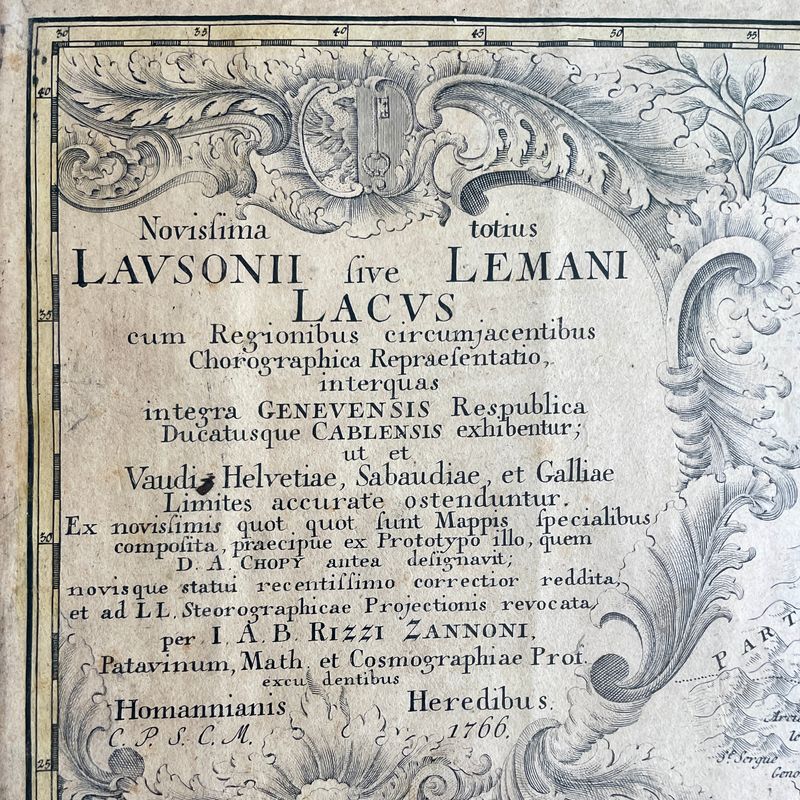 30 35 40 45 50 55
40
Novisſima totius
LAVSONII ſive LEMANI
LACVS
35
cum Regionibus circumjacentibus
Chorographica Repraeſentatio,
interquas
integra GENEVENSIS Respublica
Ducatusque CABLENSIS exhibentur;
ut et
Vaudi, Helvetiae, Sabaudiae, et Galliae
Limites accurate ostenduntur.
Ex novisſimis quot quot ſunt Mappis ſpecialibus
30
compoſita, praecipue ex Prototypo illo, quem
D. A. CHOPY antea deſignavit;
novisque statui recentiſſimo correctior reddita,
et ad LL. Steorographicae Projectionis revocata,
per I. A. B. RIZZI ZANNONI,
Patavinum, Math. et Cosmographiae Prof.
PART
excudentibus
Homannianis Heredibus.
C. P. S. C. M. 1766.
25
St. Sergue